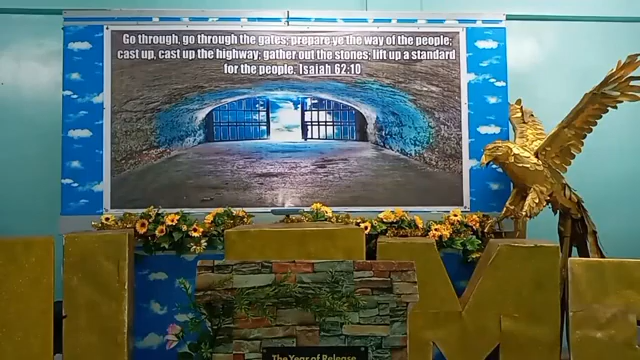 Go through, go through the gates; prepare ye the way of the people;
cast up, cast up the highway; gather out the stones; lift up a standard
for the people. Isaiah 62:10
The Year of Release